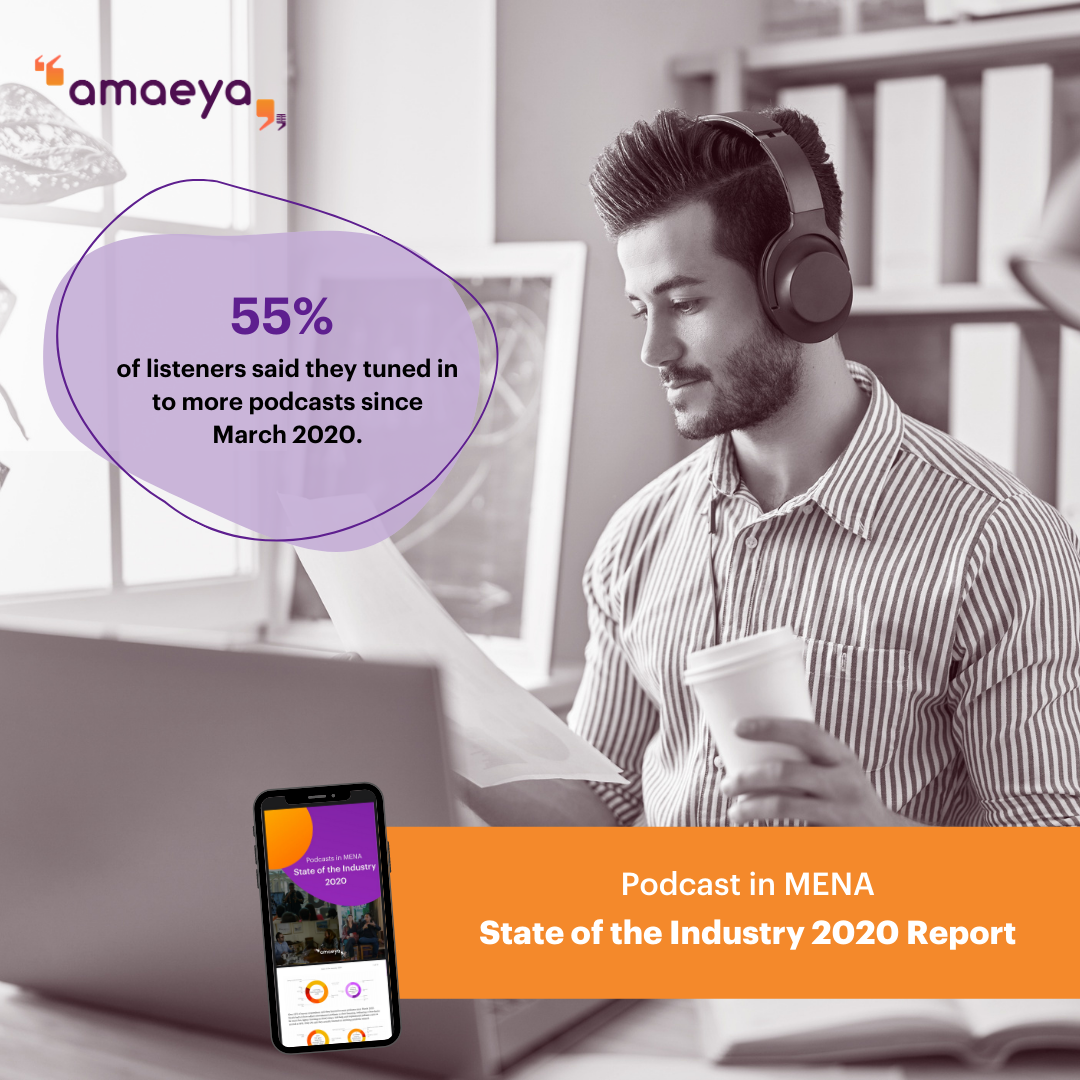 amaeya
55%
of listeners said they tuned in
to more podcasts since
March 2020.
Podcasts in MENA
State of the Industry
2020
amaeya
Podcast in MENA
State of the Industry 2020 Report